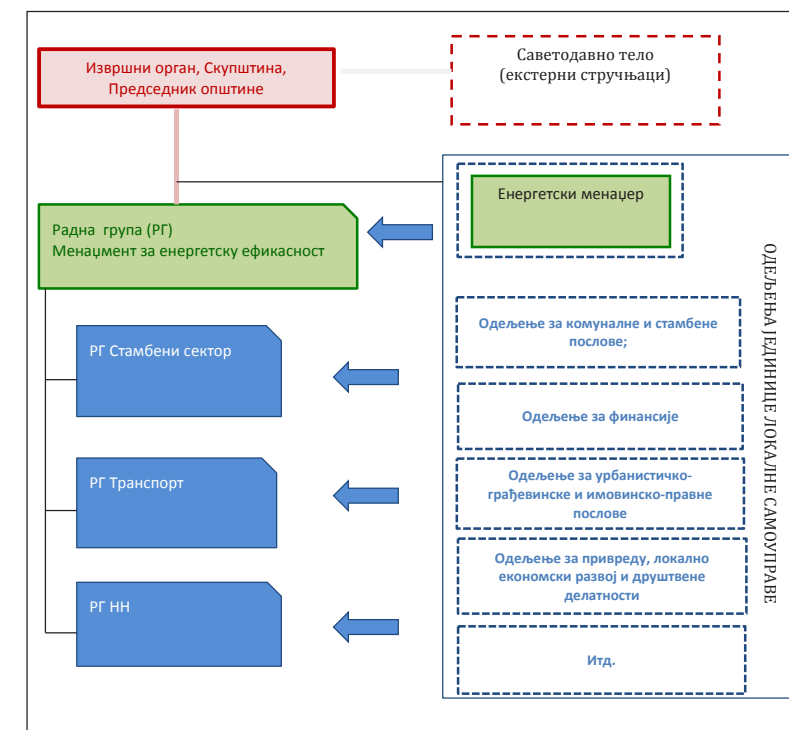 Извршни орган, Скупштина,
Председник општине
Саветодавно тело
(екстерни стручњаци)
Енергетски менаџер
Радна група (РГ)
Менаџмент за енергетску ефикасност
РГ Стамбени сектор
РГ Транспорт
РГ НН
Одељење за комуналне и стамбене
послове;
Одељење за финансије
Одељење за урбанистичко-
грађевинске и имовинско-правне
послове
Одељење за привреду, локално
економски развој и друштвене
делатности
Итд.
ОДЕЉЕЊА ЈЕДИНИЦЕ ЛОКАЛНЕ САМОУПРАВЕ